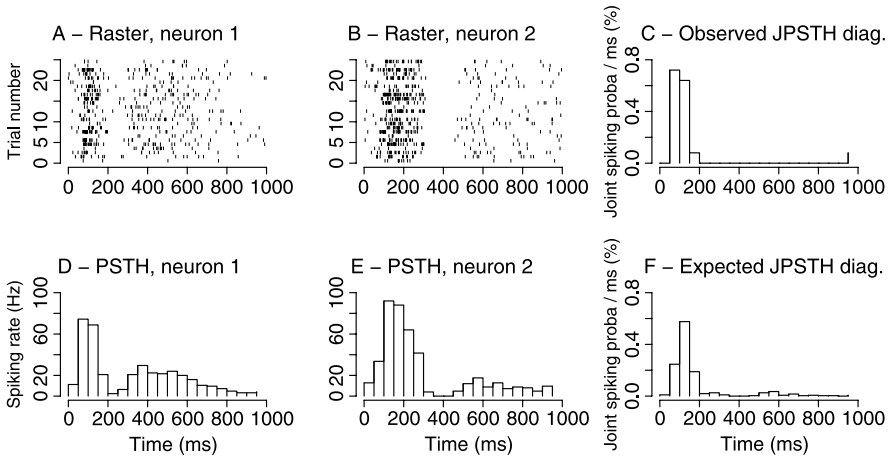 A – Raster, neuron 1
Trial number
0 5 10 20
0 200 400 600 800 1000
B – Raster, neuron 2
0 5 10 20
0 200 400 600 800 1000
C – Observed JPSTH diag.
Joint spiking proba / ms (%)
0.0 0.4 0.8
0 200 400 600 800 1000
D – PSTH, neuron 1
Spiking rate (Hz)
0 20 60 100
0 200 400 600 800 1000
Time (ms)
E – PSTH, neuron 2
0 20 60 100
0 200 400 600 800 1000
Time (ms)
F – Expected JPSTH diag.
Joint spiking proba / ms (%)
0.0 0.4 0.8
0 200 400 600 800 1000
Time (ms)